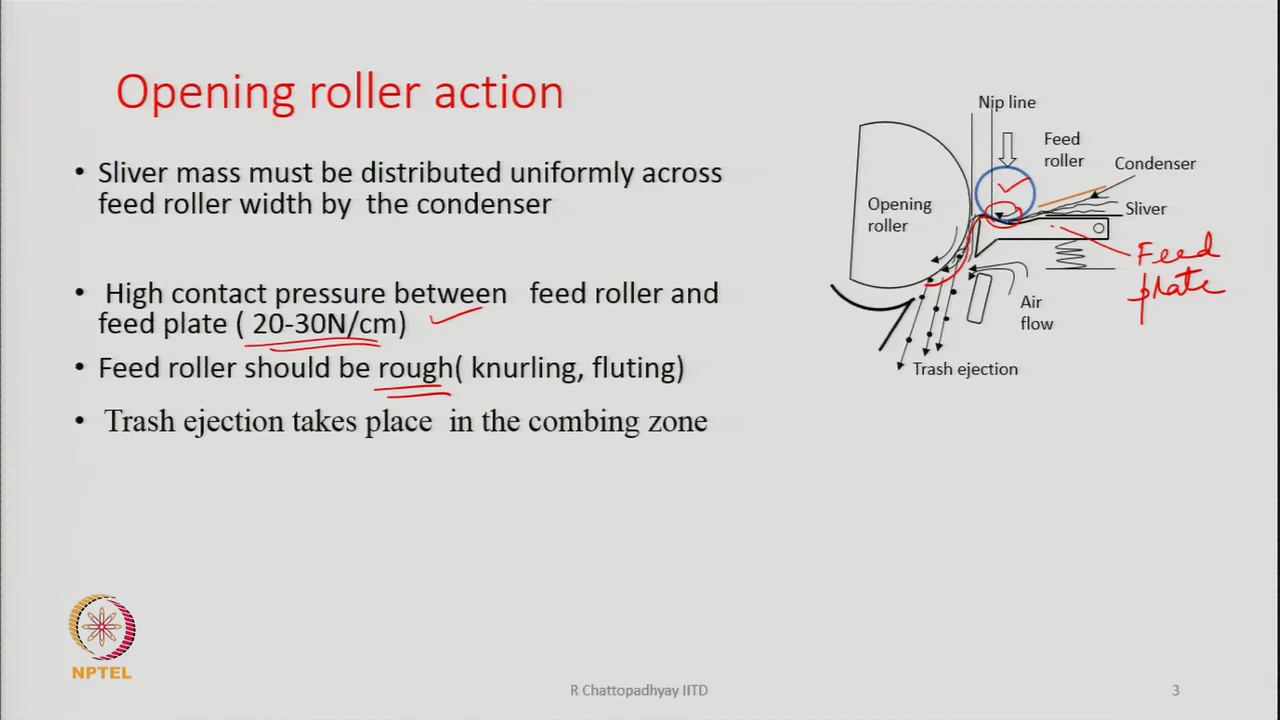 Opening roller action
• Sliver mass must be distributed uniformly across
feed roller width by the condenser
• High contact pressure between feed roller and
feed plate ( 20-30N/cm)
• Feed roller should be rough( knurling, fluting)
• Trash ejection takes place in the combing zone
Nip line
Feed
roller
Condenser
Opening
roller
Sliver
Feed
plate
Air
flow
Trash ejection
NPTEL
R Chattopadhyay IITD
3